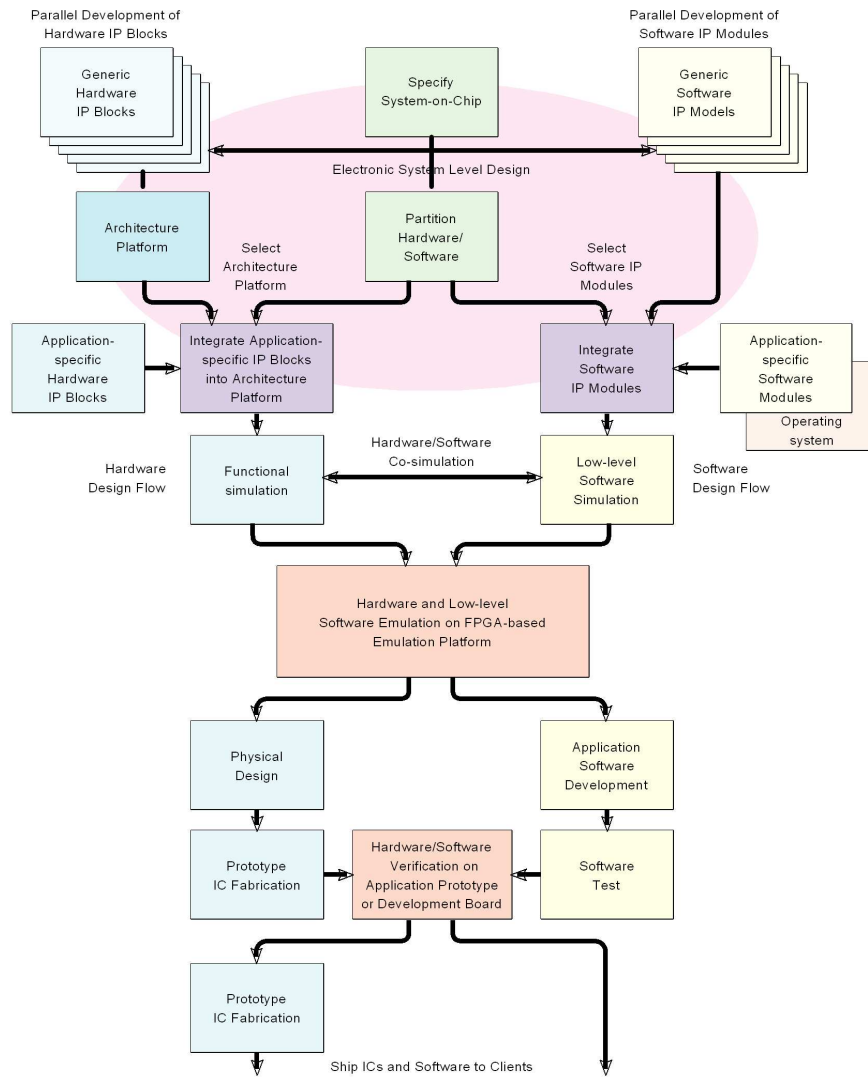 Parallel Development of
Hardware IP Blocks
Parallel Development of
Software IP Modules
Generic
Hardware
IP Blocks
Specify
System-on-Chip
Generic
Software
IP Models
Electronic System Level Design
Architecture
Platform
Select
Architecture
Platform
Partition
Hardware/
Software
Select
Software IP
Modules
Application-
specific
Hardware
IP Blocks
Integrate Application-
specific IP Blocks
into Architecture
Platform
Integrate
Software
IP Modules
Application-
specific
Software
Modules
Operating
system
Hardware
Design Flow
Functional
simulation
Hardware/Software
Co-simulation
Low-level
Software
Simulation
Software
Design Flow
Hardware and Low-level
Software Emulation on FPGA-based
Emulation Platform
Physical
Design
Application
Software
Development
Prototype
IC Fabrication
Hardware/Software
Verification on
Application Prototype
or Development Board
Software
Test
Prototype
IC Fabrication
Ship ICs and Software to Clients